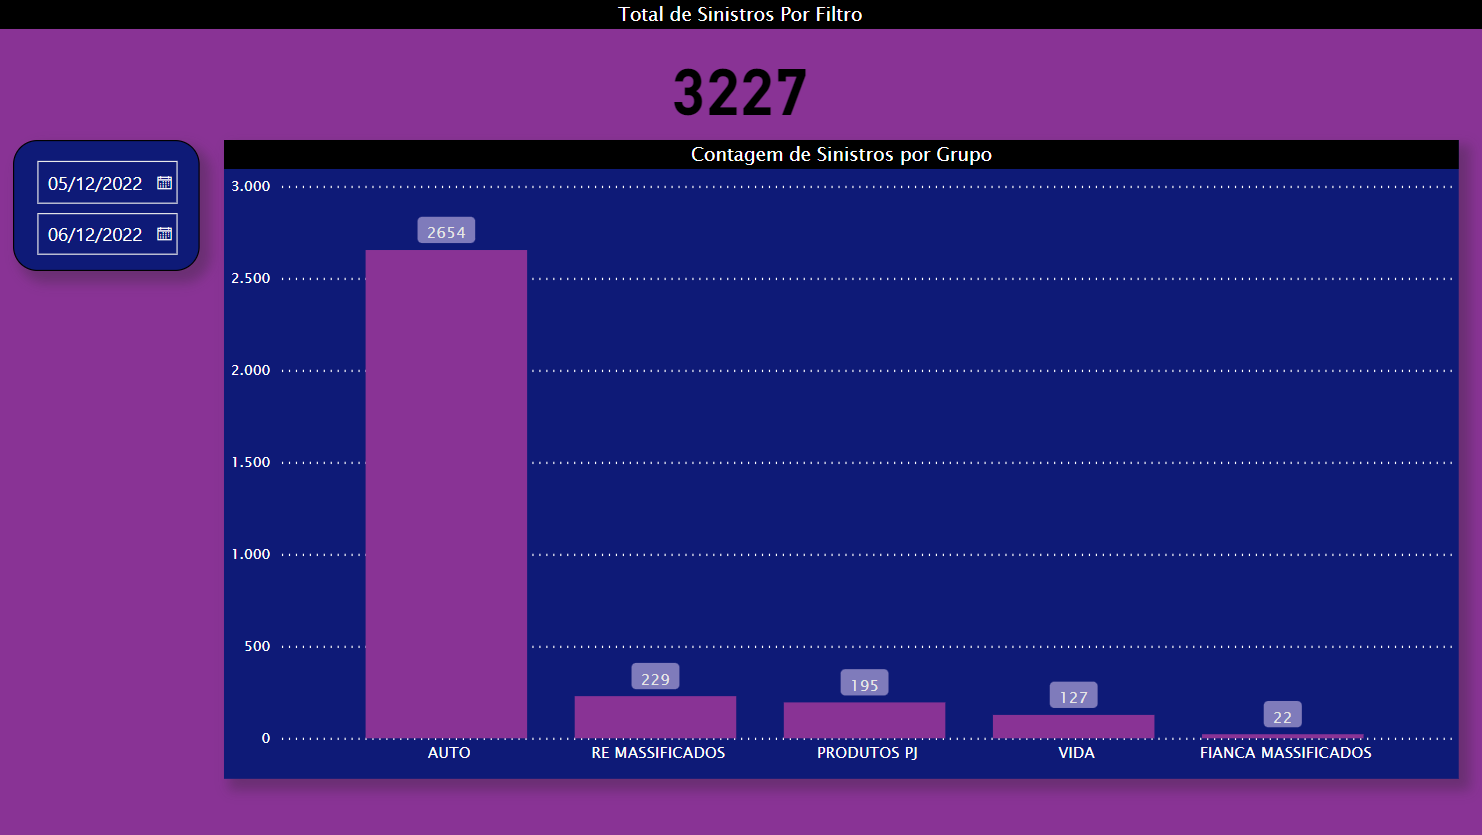 Total de Sinistros Por Filtro
3227
05/12/2022
06/12/2022
Contagem de Sinistros por Grupo
3.000
2.500
2.000
1.500
1.000
500
0
2654
229
195
127
22
AUTO
RE MASSIFICADOS
PRODUTOS PJ
VIDA
FIANCA MASSIFICADOS